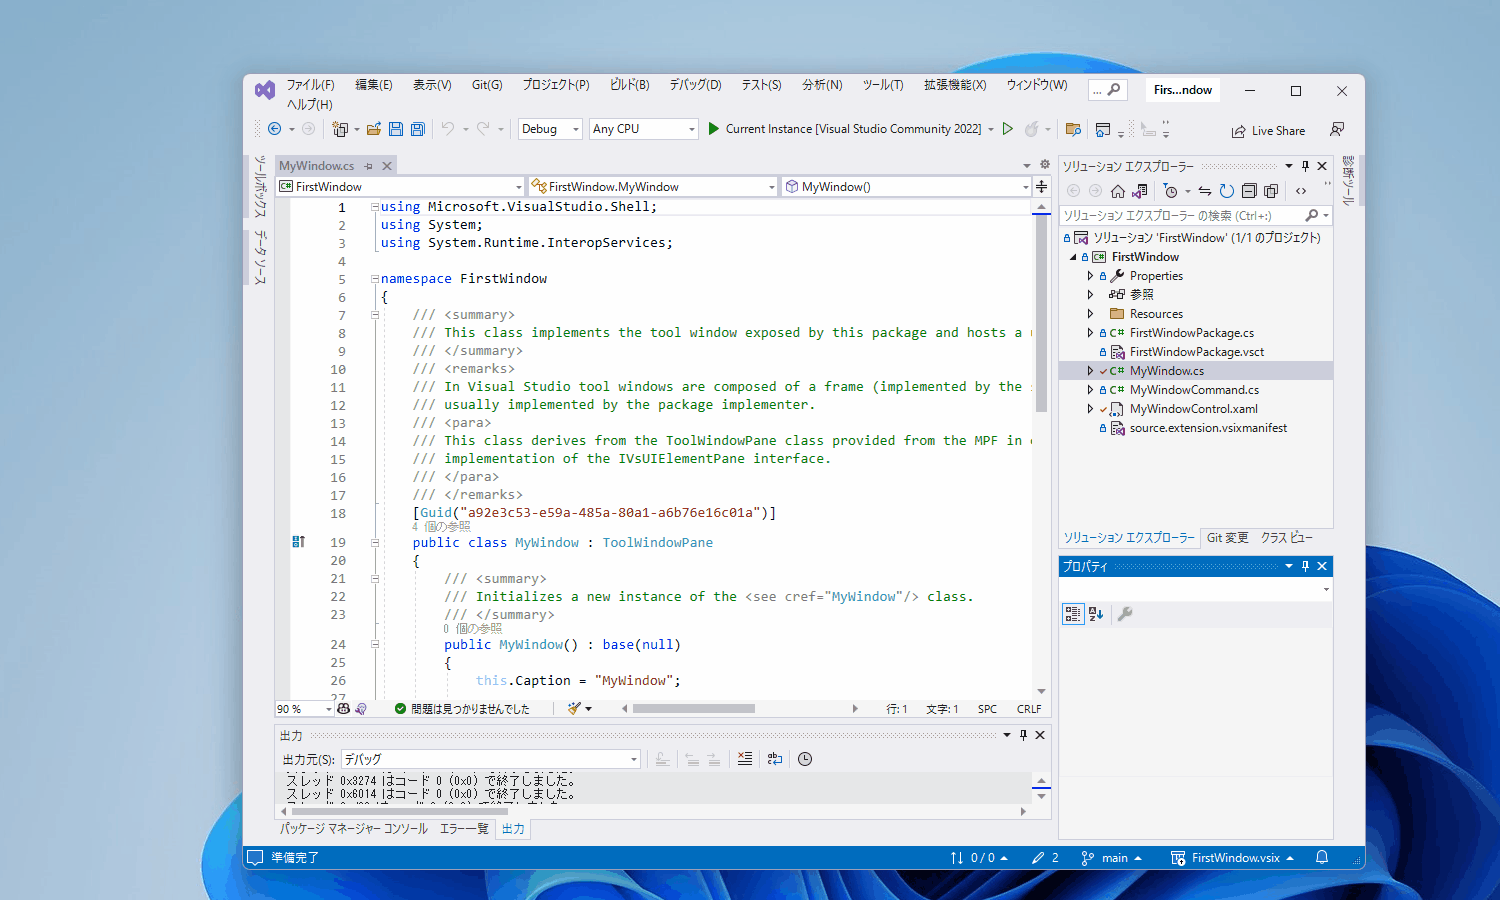 ファイル(F) 編集(E) 表示(V) Git(G) プロジェクト(P) ビルド(B) デバッグ(D) テスト(S) 分析(N) ツール(T) 拡張機能(X) ウィンドウ(W) ... Firs...ndow
ヘルプ(H)
Debug Any CPU Current Instance [Visual Studio Community 2022] Live Share
ツールボックス
データ ソース
MyWindow.cs
FirstWindow FirstWindow.MyWindow MyWindow()
1 using Microsoft.VisualStudio.Shell;
2 using System;
3 using System.Runtime.InteropServices;
4
5 namespace FirstWindow
6 {
7 /// <summary>
8 /// This class implements the tool window exposed by this package and hosts a
9 /// </summary>
10 /// <remarks>
11 /// In Visual Studio tool windows are composed of a frame (implemented by the
12 /// usually implemented by the package implementer.
13 /// <para>
14 /// This class derives from the ToolWindowPane class provided from the MPF in
15 /// implementation of the IVsUIElementPane interface.
16 /// </para>
17 /// </remarks>
18 [Guid("a92e3c53-e59a-485a-80a1-a6b76e16c01a")]
4 個の参照
19 public class MyWindow : ToolWindowPane
20 {
21 /// <summary>
22 /// Initializes a new instance of the <see cref="MyWindow"/> class.
23 /// </summary>
0 個の参照
24 public MyWindow() : base(null)
25 {
26 this.Caption = "MyWindow";
27
90 % 問題は見つかりませんでした 行: 1 文字: 1 SPC CRLF
出力
出力元(S): デバッグ
スレッド 0x3274 はコード 0 (0x0) で終了しました。
スレッド 0x6014 はコード 0 (0x0) で終了しました。
パッケージ マネージャー コンソール エラー一覧 出力
ソリューション エクスプローラー
ソリューション エクスプローラー の検索 (Ctrl+;)
ソリューション 'FirstWindow' (1/1 のプロジェクト)
FirstWindow
Properties
参照
Resources
C# FirstWindowPackage.cs
FirstWindowPackage.vsct
C# MyWindow.cs
C# MyWindowCommand.cs
MyWindowControl.xaml
source.extension.vsixmanifest
ソリューション エクスプローラー Git 変更 クラス ビュー
プロパティ
診断ツール
準備完了 0 / 0 2 main FirstWindow.vsix